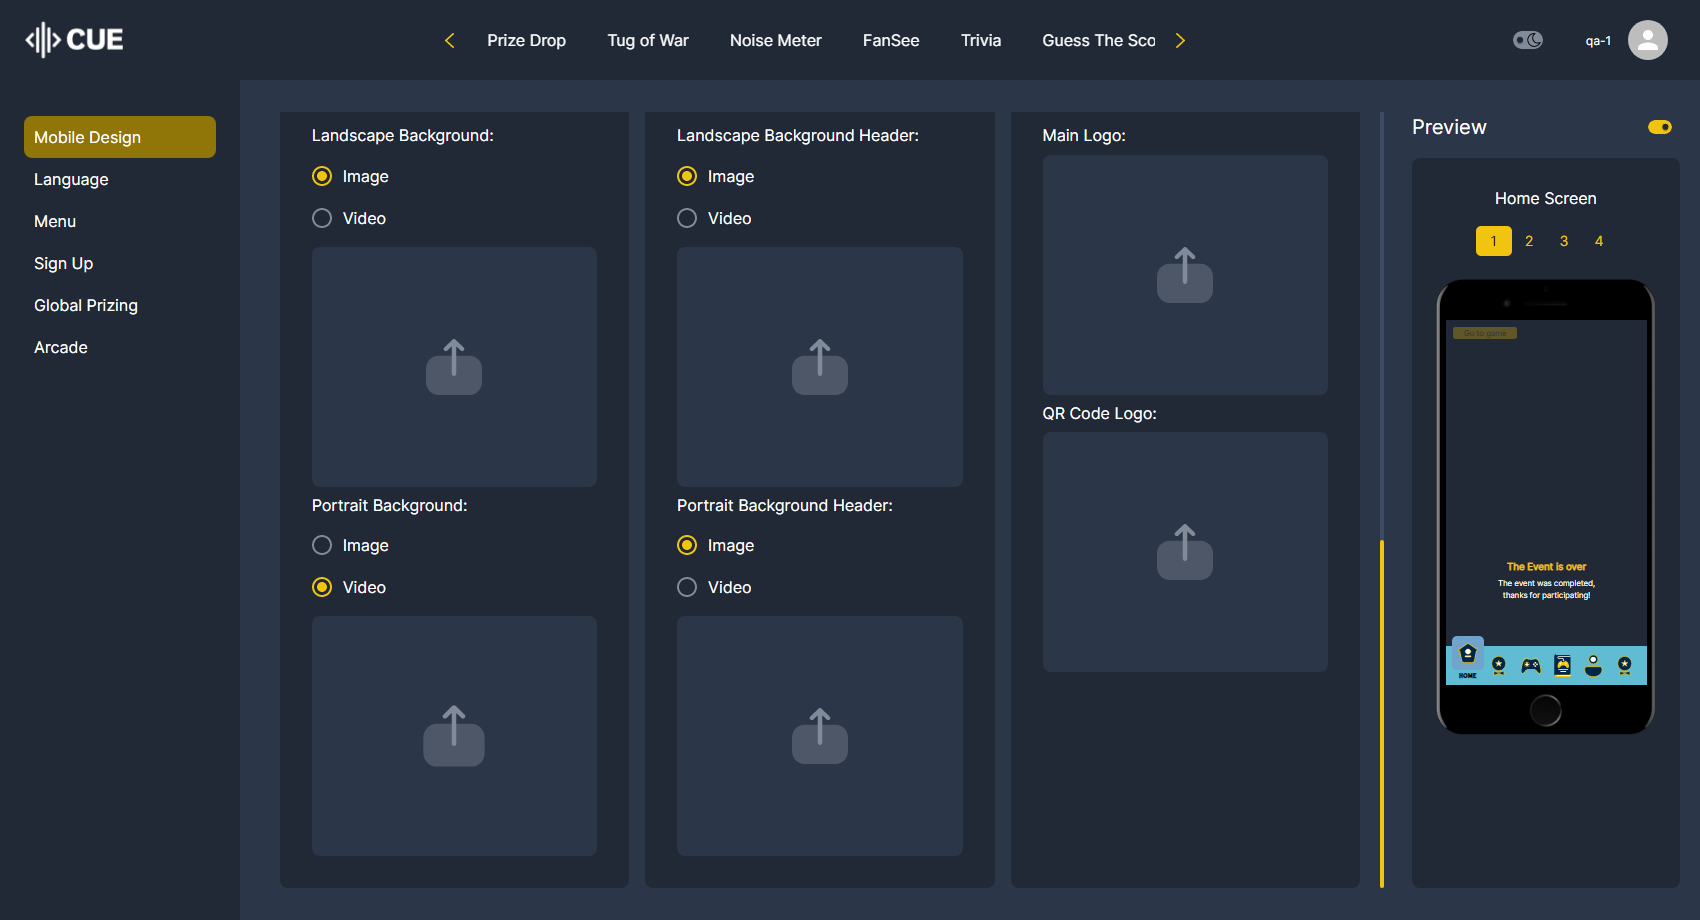 CUE
Prize Drop
Tug of War
Noise Meter
FanSee
Trivia
Guess The Sco
qa-1
Mobile Design
Language
Menu
Sign Up
Global Prizing
Arcade
Landscape Background:
Image
Video
Portrait Background:
Image
Video
Landscape Background Header:
Image
Video
Portrait Background Header:
Image
Video
Main Logo:
QR Code Logo:
Preview
Home Screen
1 2 3 4
Go to game
The Event is over
The event was completed,
thanks for participating!
HOME